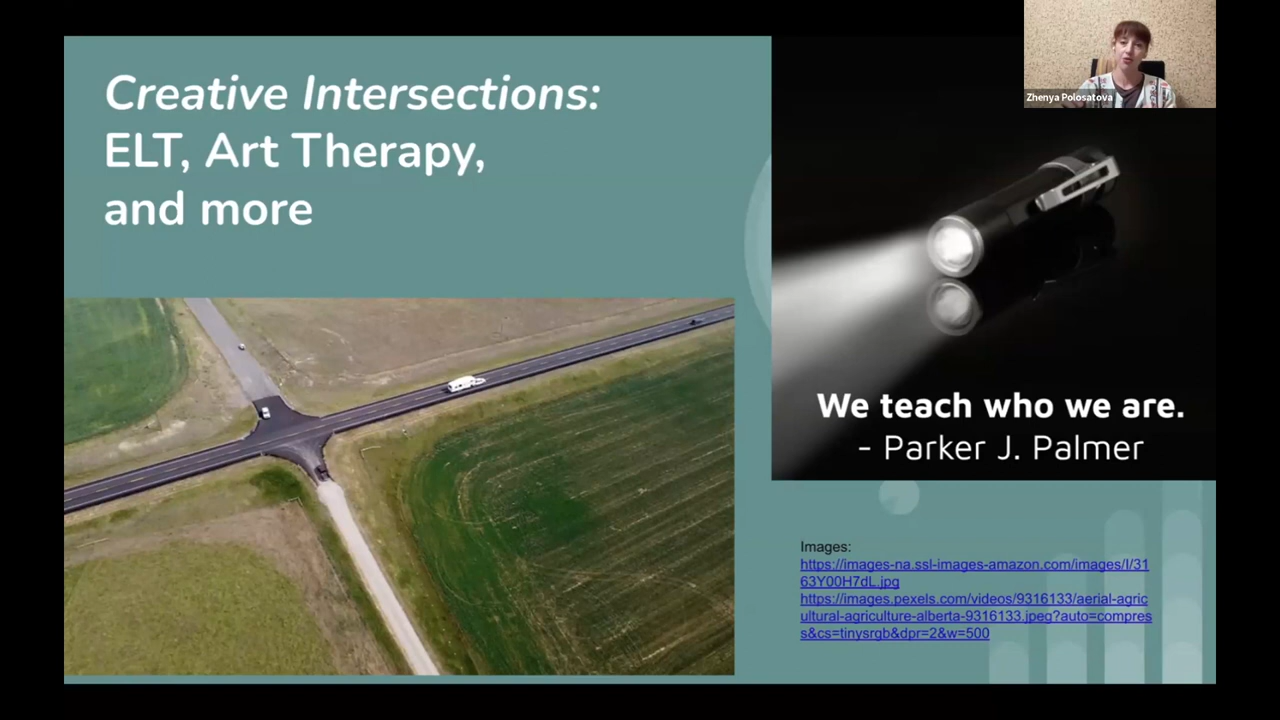 Creative Intersections:
ELT, Art Therapy,
and more
Zhenya Polosatova
We teach who we are.
- Parker J. Palmer
Images:
https://images-na.ssl-images-amazon.com/images/I/31
63Y00H7dL.jpg
https://images.pexels.com/videos/9316133/aerial-agric
ultural-agriculture-alberta-9316133.jpeg?auto=compres
s&cs=tinysrgb&dpr=2&w=500